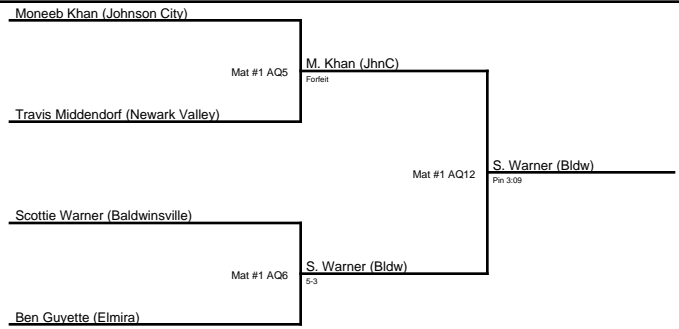 Moneeb Khan (Johnson City)
Mat #1 AQ5
M. Khan (JhnC)
Forfeit
Travis Middendorf (Newark Valley)
Mat #1 AQ12
S. Warner (Bldw)
Pin 3:09
Scottie Warner (Baldwinsville)
Mat #1 AQ6
S. Warner (Bldw)
5-3
Ben Guyette (Elmira)